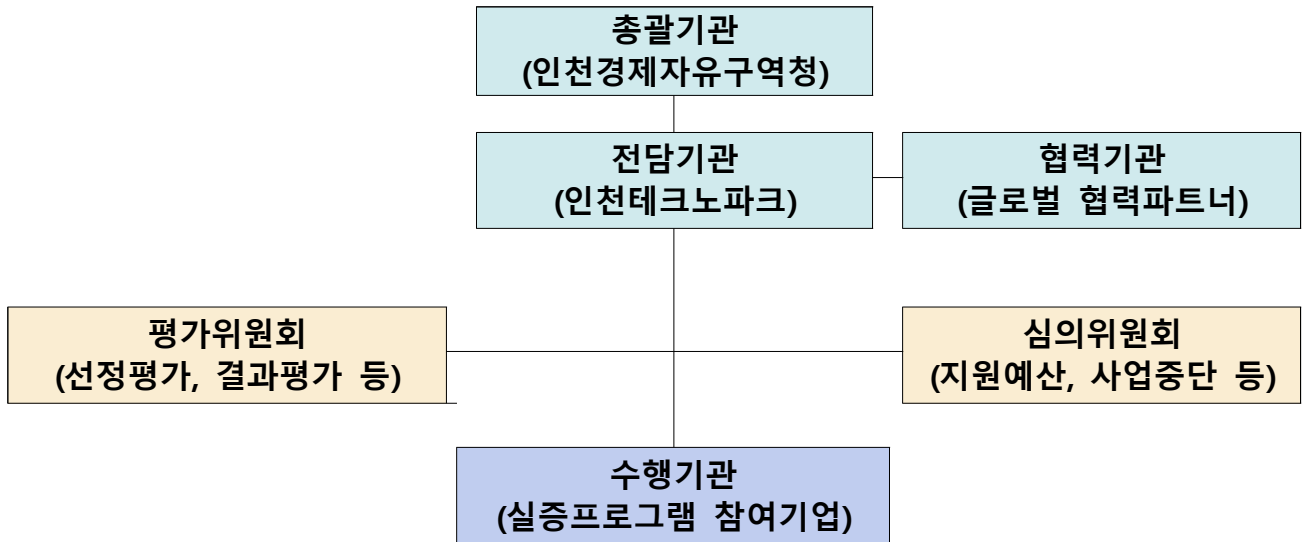 총괄기관
(인천경제자유구역청)
전담기관
(인천테크노파크)
협력기관
(글로벌 협력파트너)
평가위원회
(선정평가, 결과평가 등)
심의위원회
(지원예산, 사업중단 등)
수행기관
(실증프로그램 참여기업)